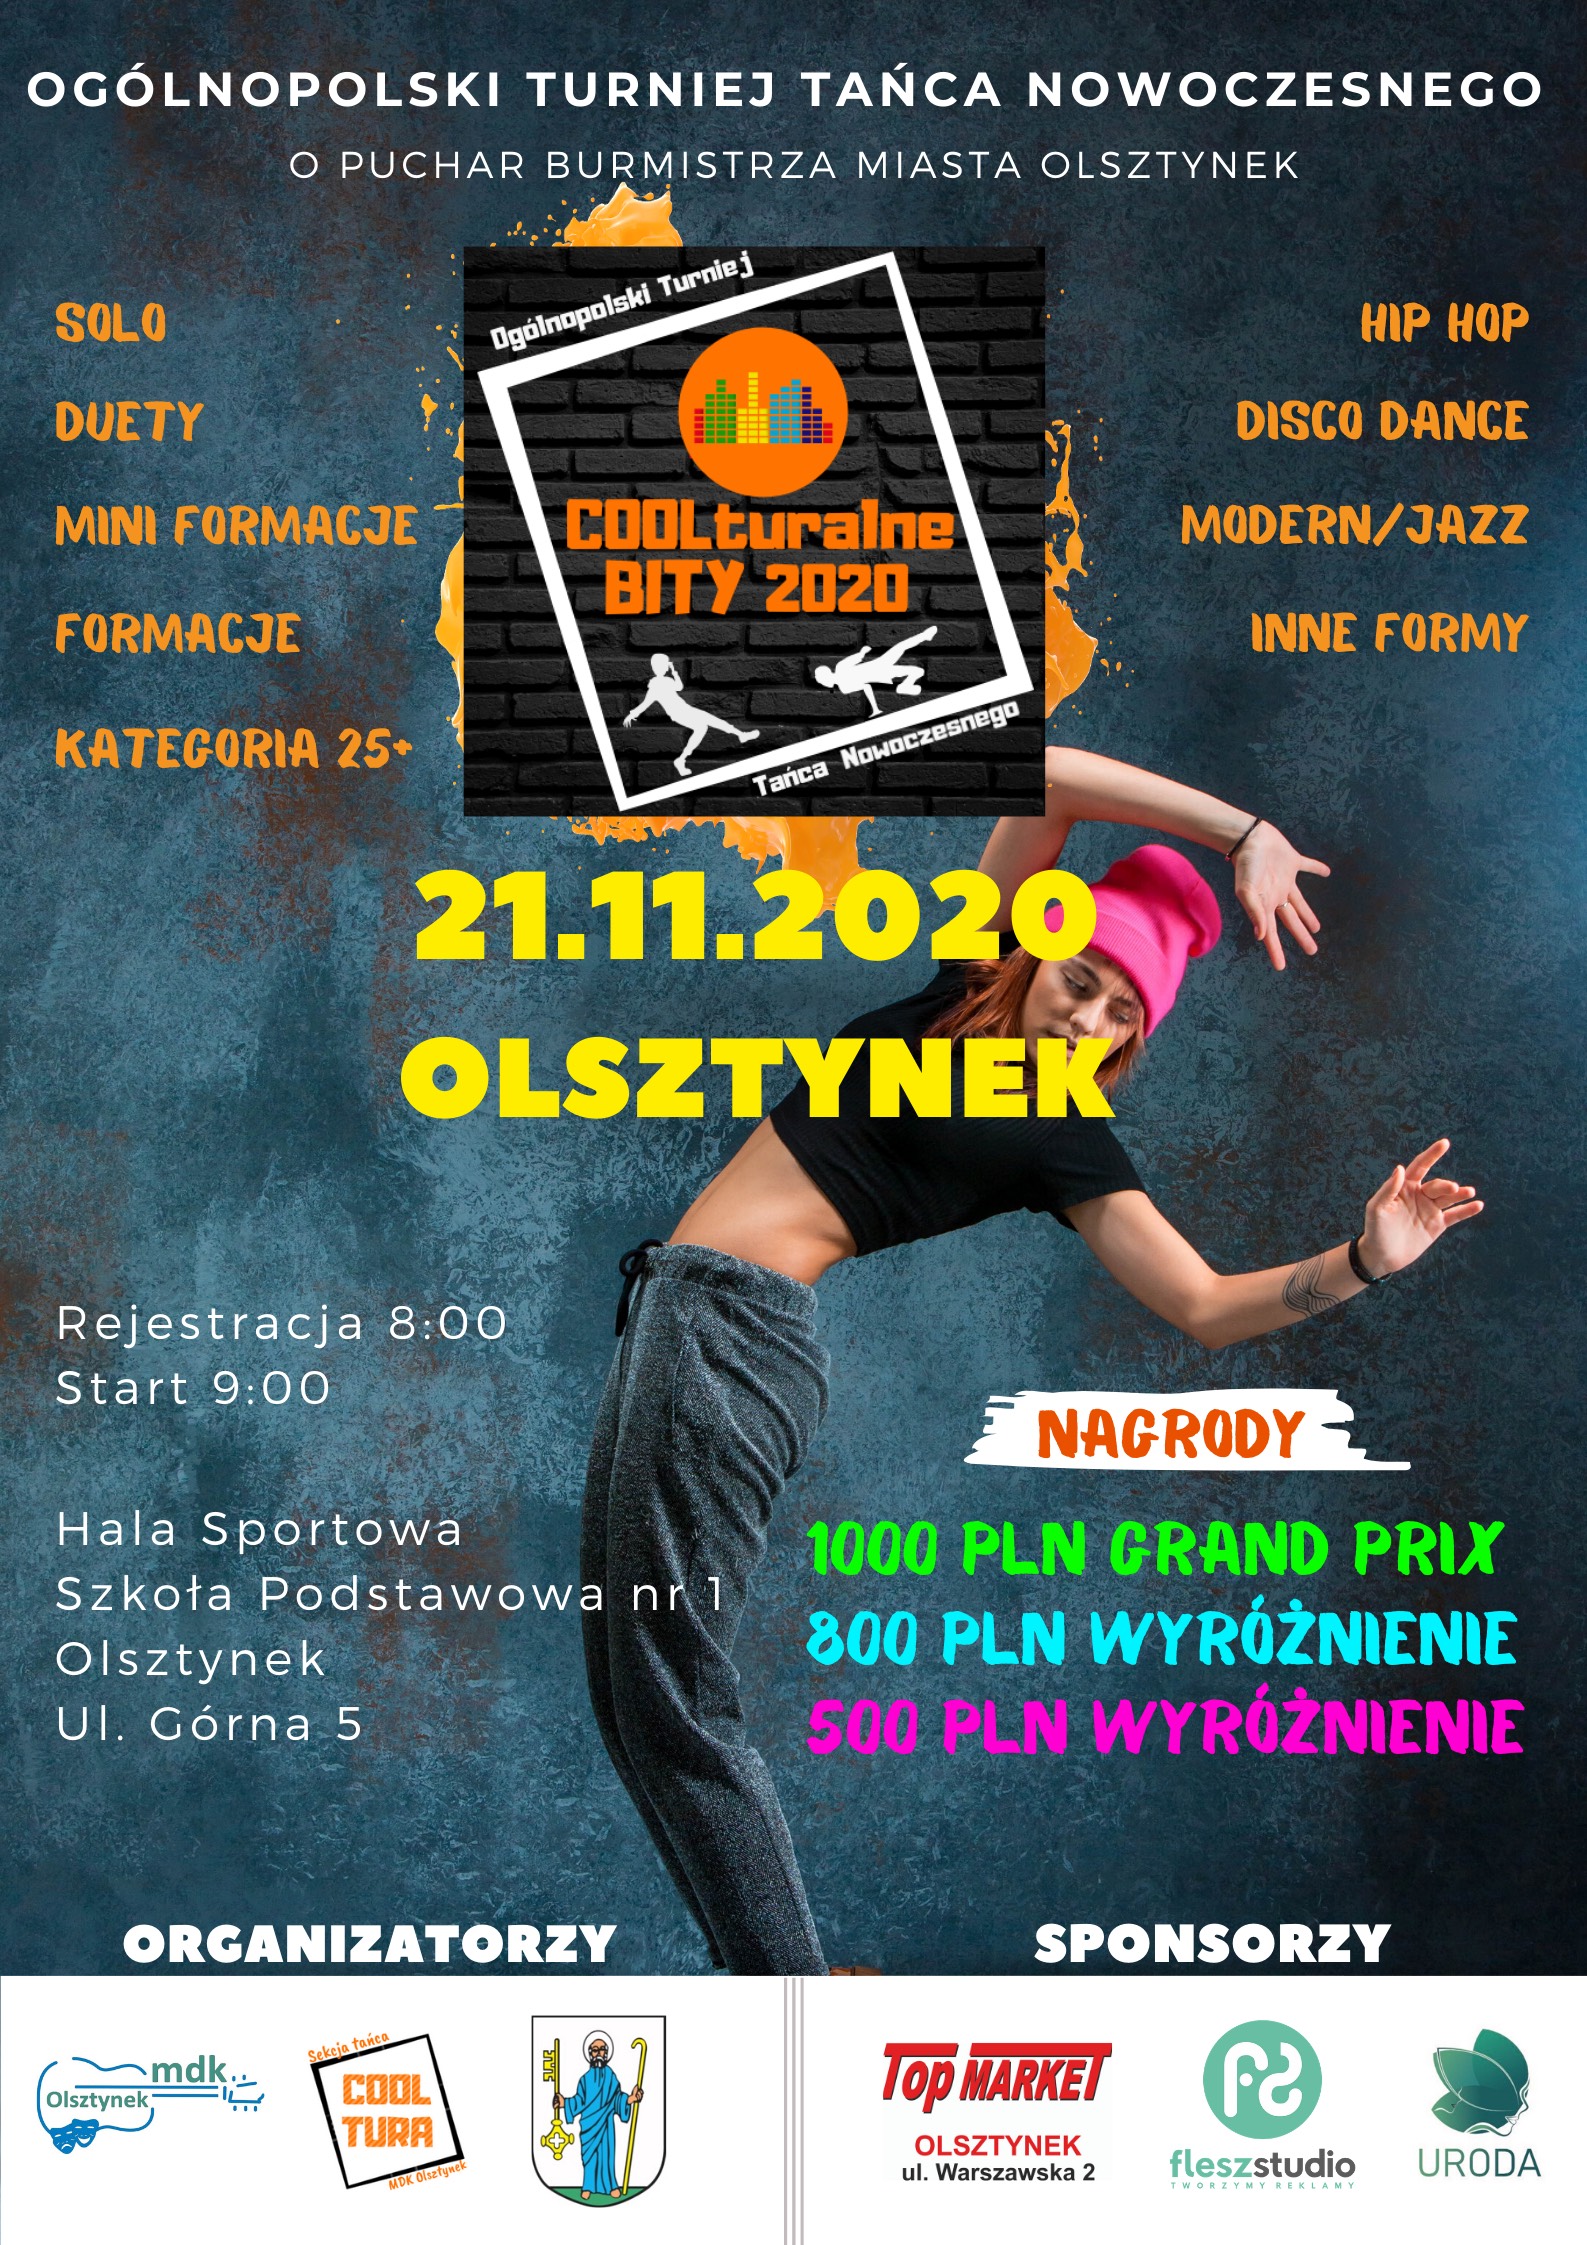 OGÓLNOPOLSKI TURNIEJ TAŃCA NOWOCZESNEGO
O PUCHAR BURMISTRZA MIASTA OLSZTYNEK
SOLO
DUETY
MINI FORMACJE
FORMACJE
KATEGORIA 25+
Ogólnopolski Turniej
COOLturalne
BITY 2020
Tańca Nowoczesnego
HIP HOP
DISCO DANCE
MODERN/JAZZ
INNE FORMY
21.11.2020
OLSZTYNEK
Rejestracja 8:00
Start 9:00
Hala Sportowa
Szkoła Podstawowa nr 1
Olsztynek
Ul. Górna 5
NAGRODY
1000 PLN GRAND PRIX
800 PLN WYRÓŻNIENIE
500 PLN WYRÓŻNIENIE
ORGANIZATORZY
mdk
Olsztynek
Sekcja tańca
COOL
TURA
MDK Olsztynek
SPONSORZY
Top MARKET
OLSZTYNEK
ul. Warszawska 2
fleszstudio
TWORZYMY REKLAMY
URODA